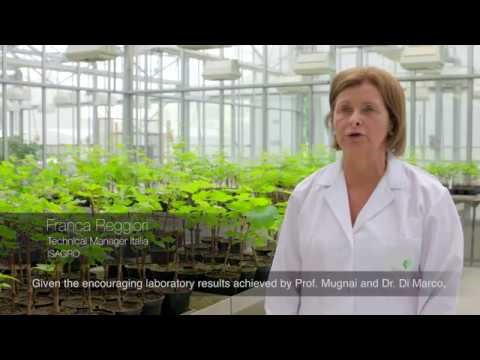 Franca Reggiori
Technical Manager Italia
ISAGRO
Given the encouraging laboratory results achieved by Prof. Mugnai and Dr. Di Marco,